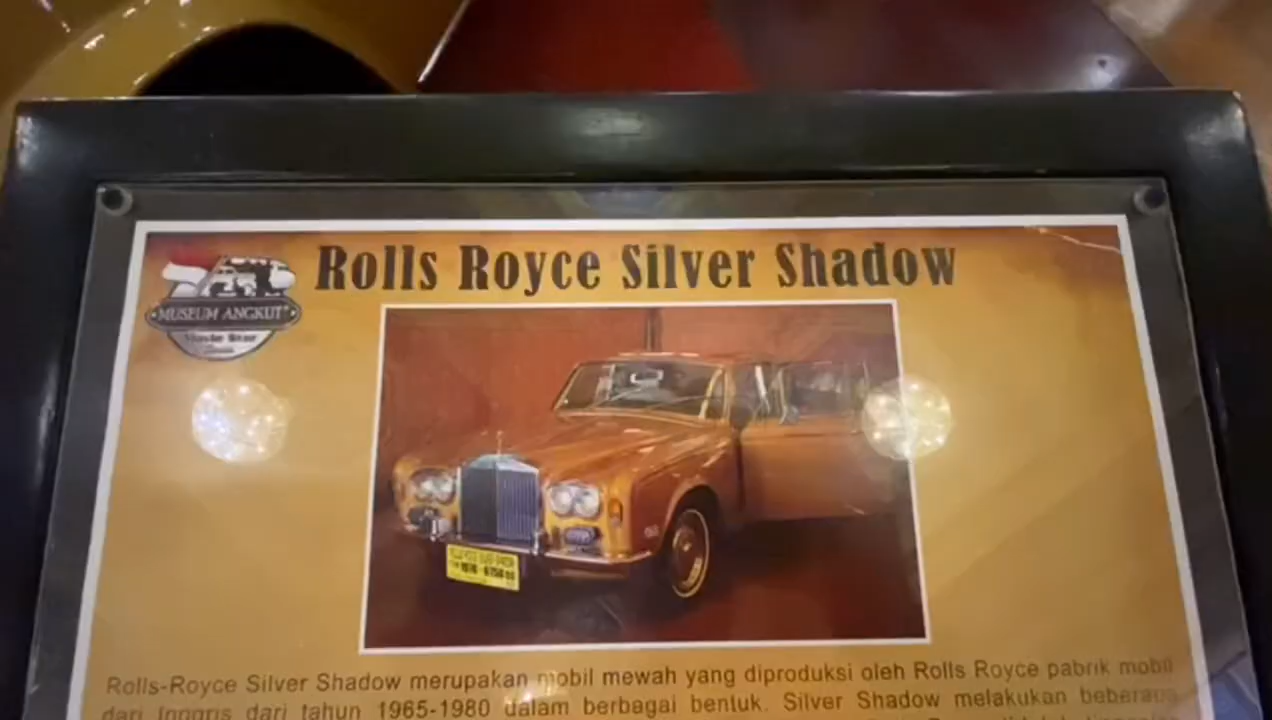 Rolls Royce Silver Shadow
MUSEUM ANGKUT
Rolls-Royce Silver Shadow merupakan mobil mewah yang diproduksi oleh Rolls Royce pabrik mobil
dari Inggris dari tahun 1965-1980 dalam berbagai bentuk. Silver Shadow melakukan beberapa